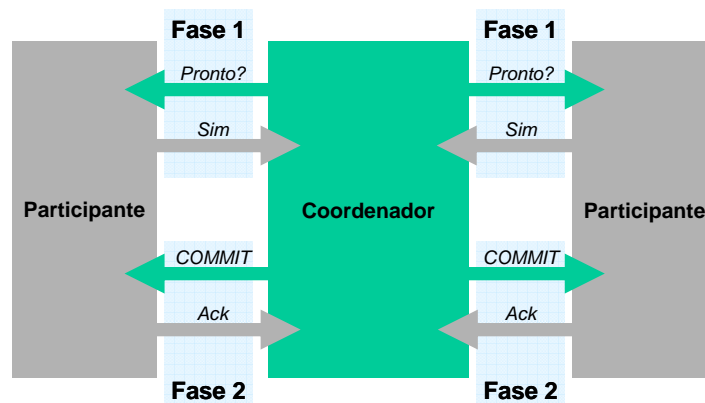 Fase 1
Fase 1
Pronto?
Pronto?
Sim
Sim
Participante
Coordenador
Participante
COMMIT
COMMIT
Ack
Ack
Fase 2
Fase 2